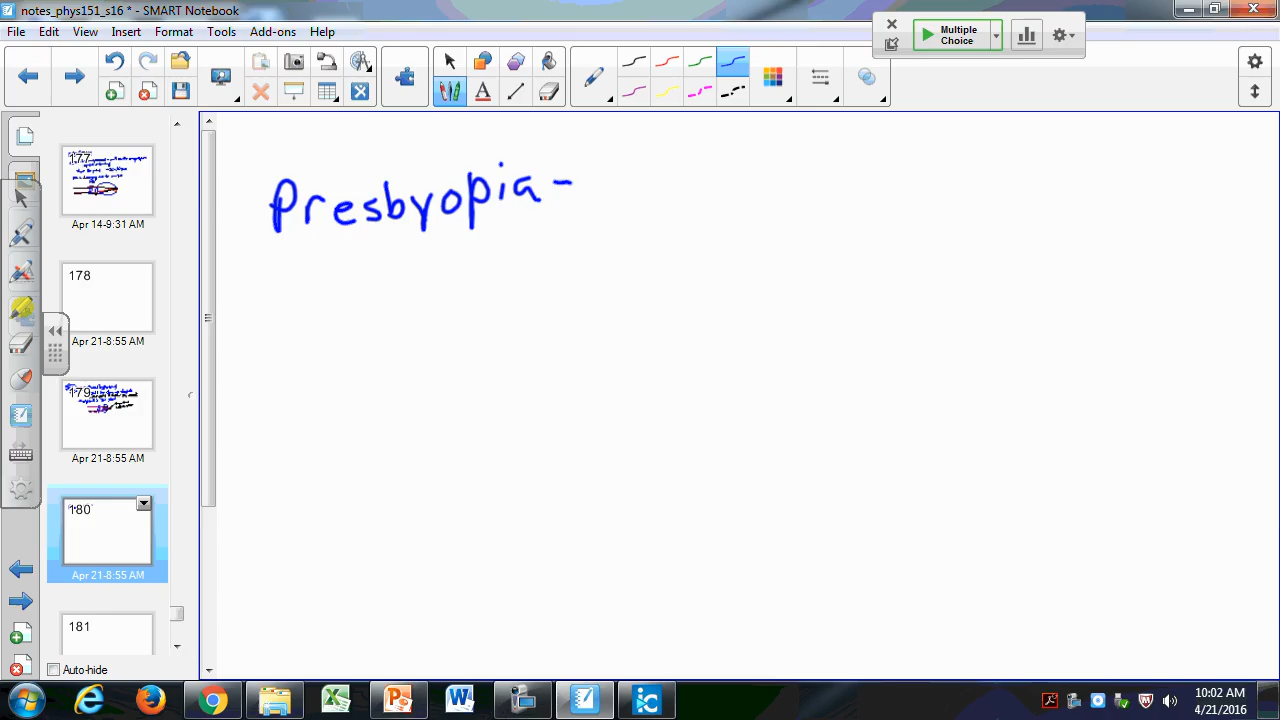 notes_phys151_s16 * - SMART Notebook
File Edit View Insert Format Tools Add-ons Help
Multiple Choice
177
Apr 14-9:31 AM
178
Apr 21-8:55 AM
179
Apr 21-8:55 AM
180
Apr 21-8:55 AM
181
Auto-hide
Presbyopia -
10:02 AM
4/21/2016